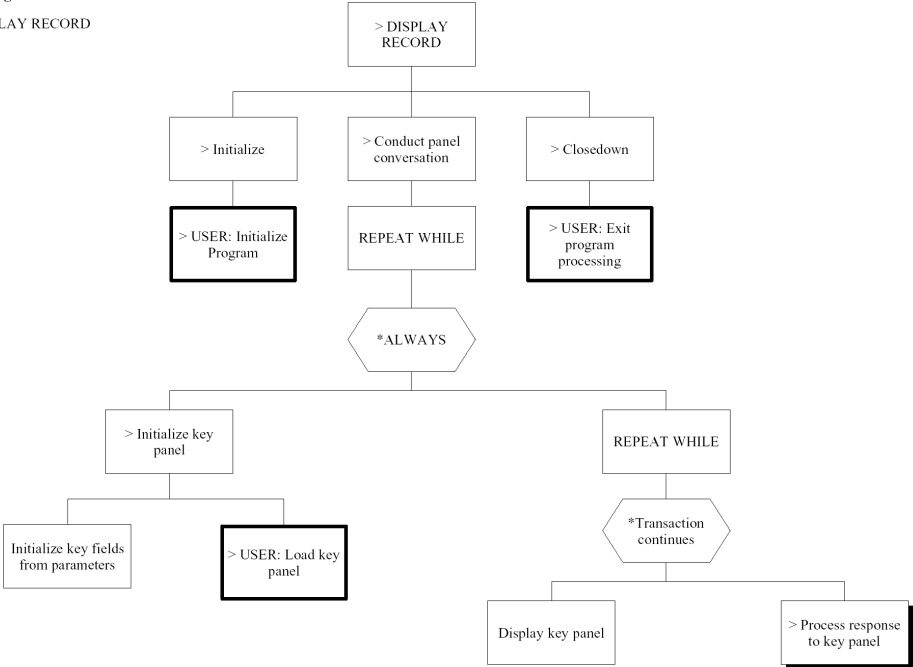 > DISPLAY
RECORD
> Initialize
> Conduct panel
conversation
> Closedown
> USER: Initialize
Program
REPEAT WHILE
> USER: Exit
program
processing
*ALWAYS
> Initialize key
panel
REPEAT WHILE
Initialize key fields
from parameters
> USER: Load key
panel
*Transaction
continues
Display key panel
> Process response
to key panel
RECORD